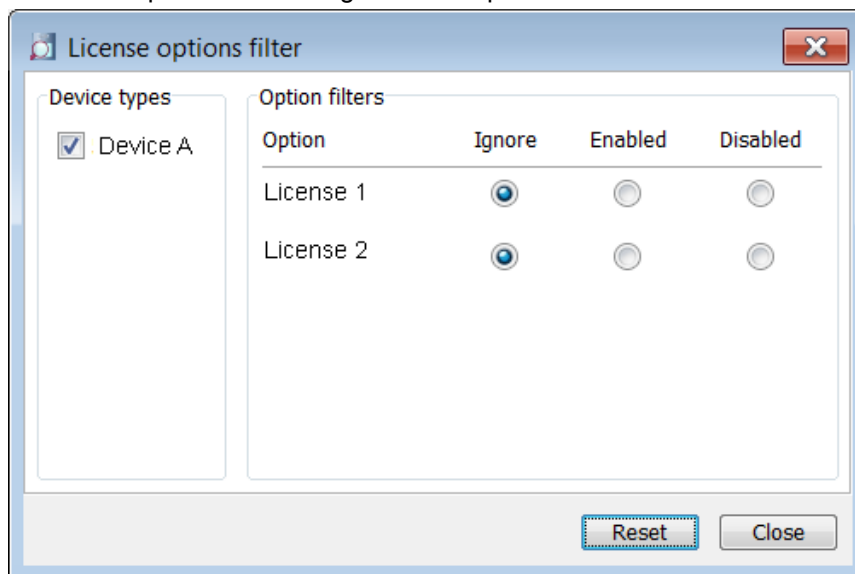 License options filter
Device types
Device A
Option filters
Option Ignore Enabled Disabled
License 1
License 2
Reset Close